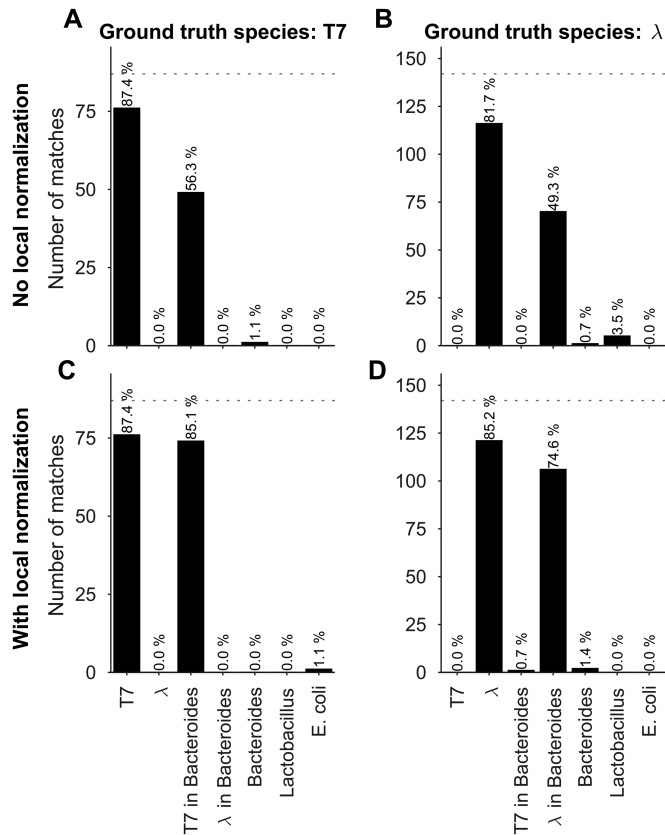 A
Ground truth species: T7
B
Ground truth species: λ
No local normalization
Number of matches
75
50
25
0
87.4 %
0.0 %
56.3 %
0.0 %
1.1 %
0.0 %
0.0 %
150
125
100
75
50
25
0
0.0 %
81.7 %
0.0 %
49.3 %
0.7 %
3.5 %
0.0 %
C
D
With local normalization
Number of matches
75
50
25
0
87.4 %
0.0 %
85.1 %
0.0 %
0.0 %
0.0 %
1.1 %
150
125
100
75
50
25
0
0.0 %
85.2 %
0.7 %
74.6 %
1.4 %
0.0 %
0.0 %
T7
λ
T7 in Bacteroides
λ in Bacteroides
Bacteroides
Lactobacillus
E. coli
T7
λ
T7 in Bacteroides
λ in Bacteroides
Bacteroides
Lactobacillus
E. coli